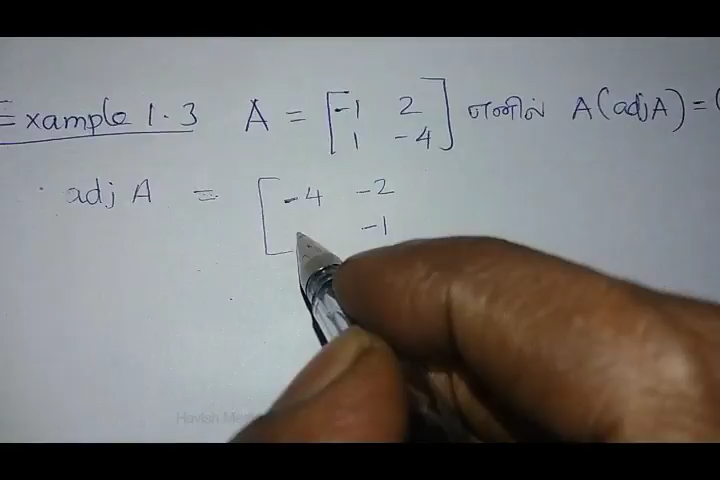 Example 1.3 A = [-1 2 எனில் A(adjA) = (
1 -4]
adj A = [-4 -2
-1